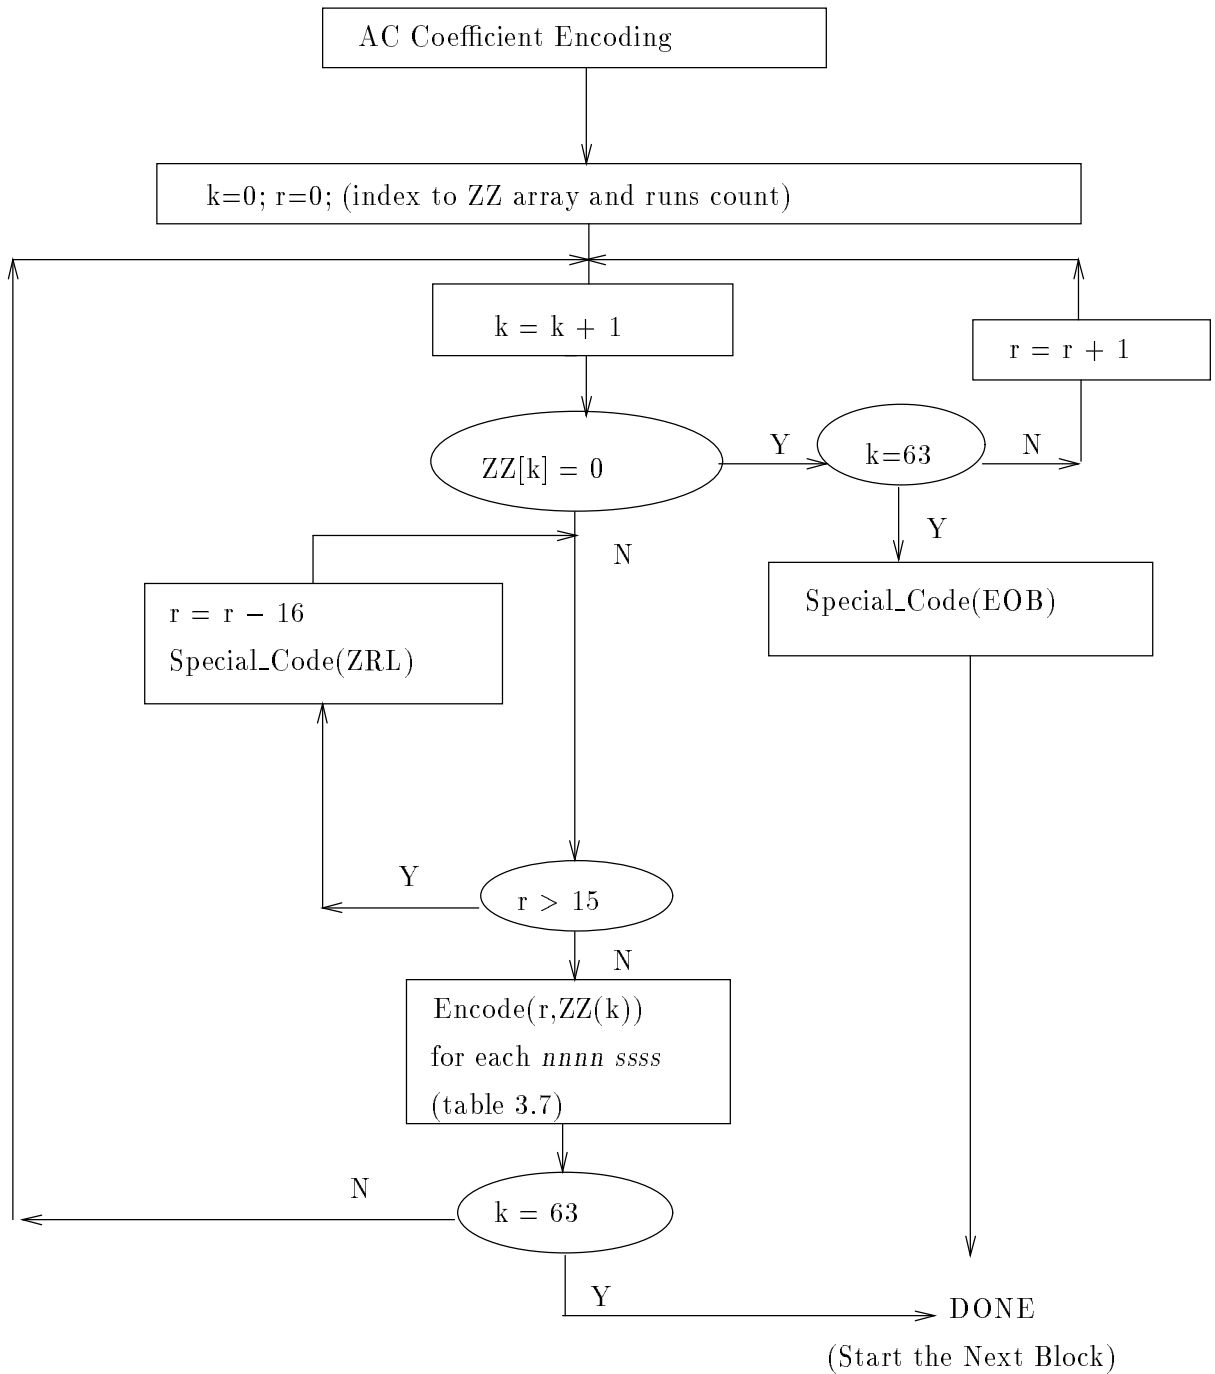 AC Coefficient Encoding
k=0; r=0; (index to ZZ array and runs count)
k = k + 1
r = r + 1
ZZ[k] = 0
Y
k=63
N
Y
N
Special_Code(EOB)
r = r − 16
Special_Code(ZRL)
Y
r > 15
N
Encode(r,ZZ(k))
for each nnnn ssss
(table 3.7)
N
k = 63
Y
DONE
(Start the Next Block)